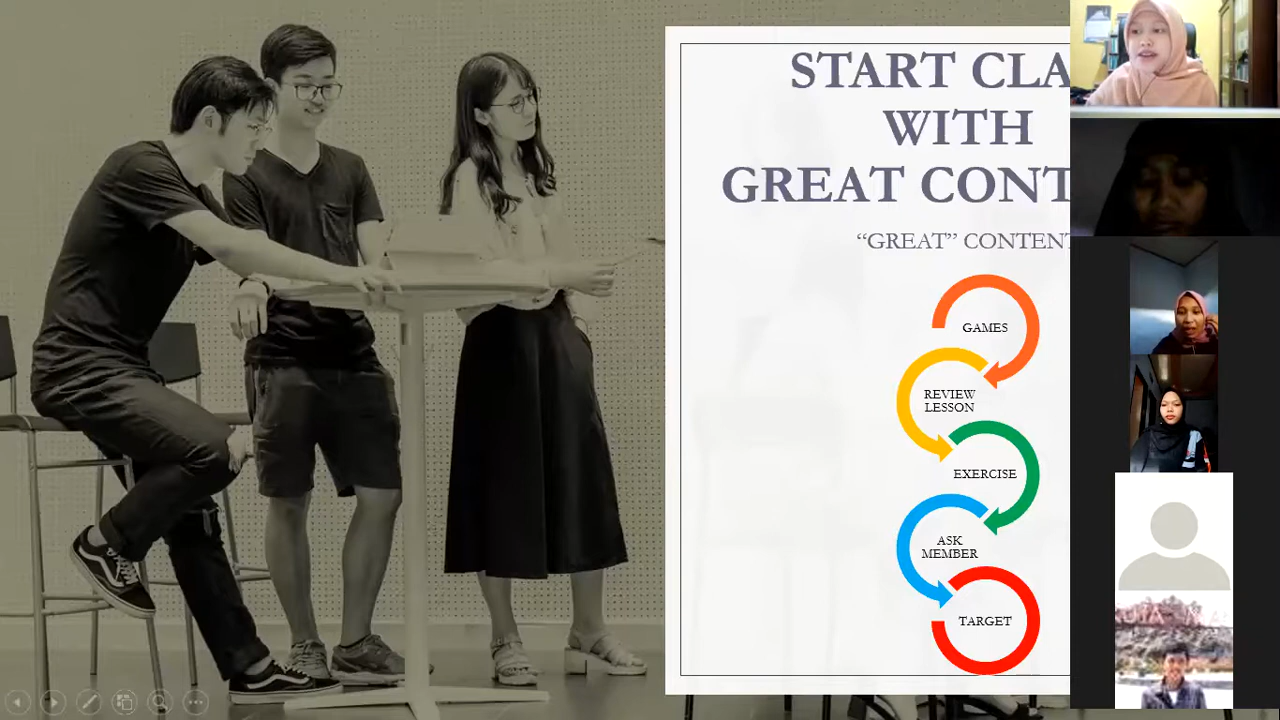 START CLA
WITH
GREAT CONT
“GREAT” CONTENT
GAMES
REVIEW
LESSON
EXERCISE
ASK
MEMBER
TARGET